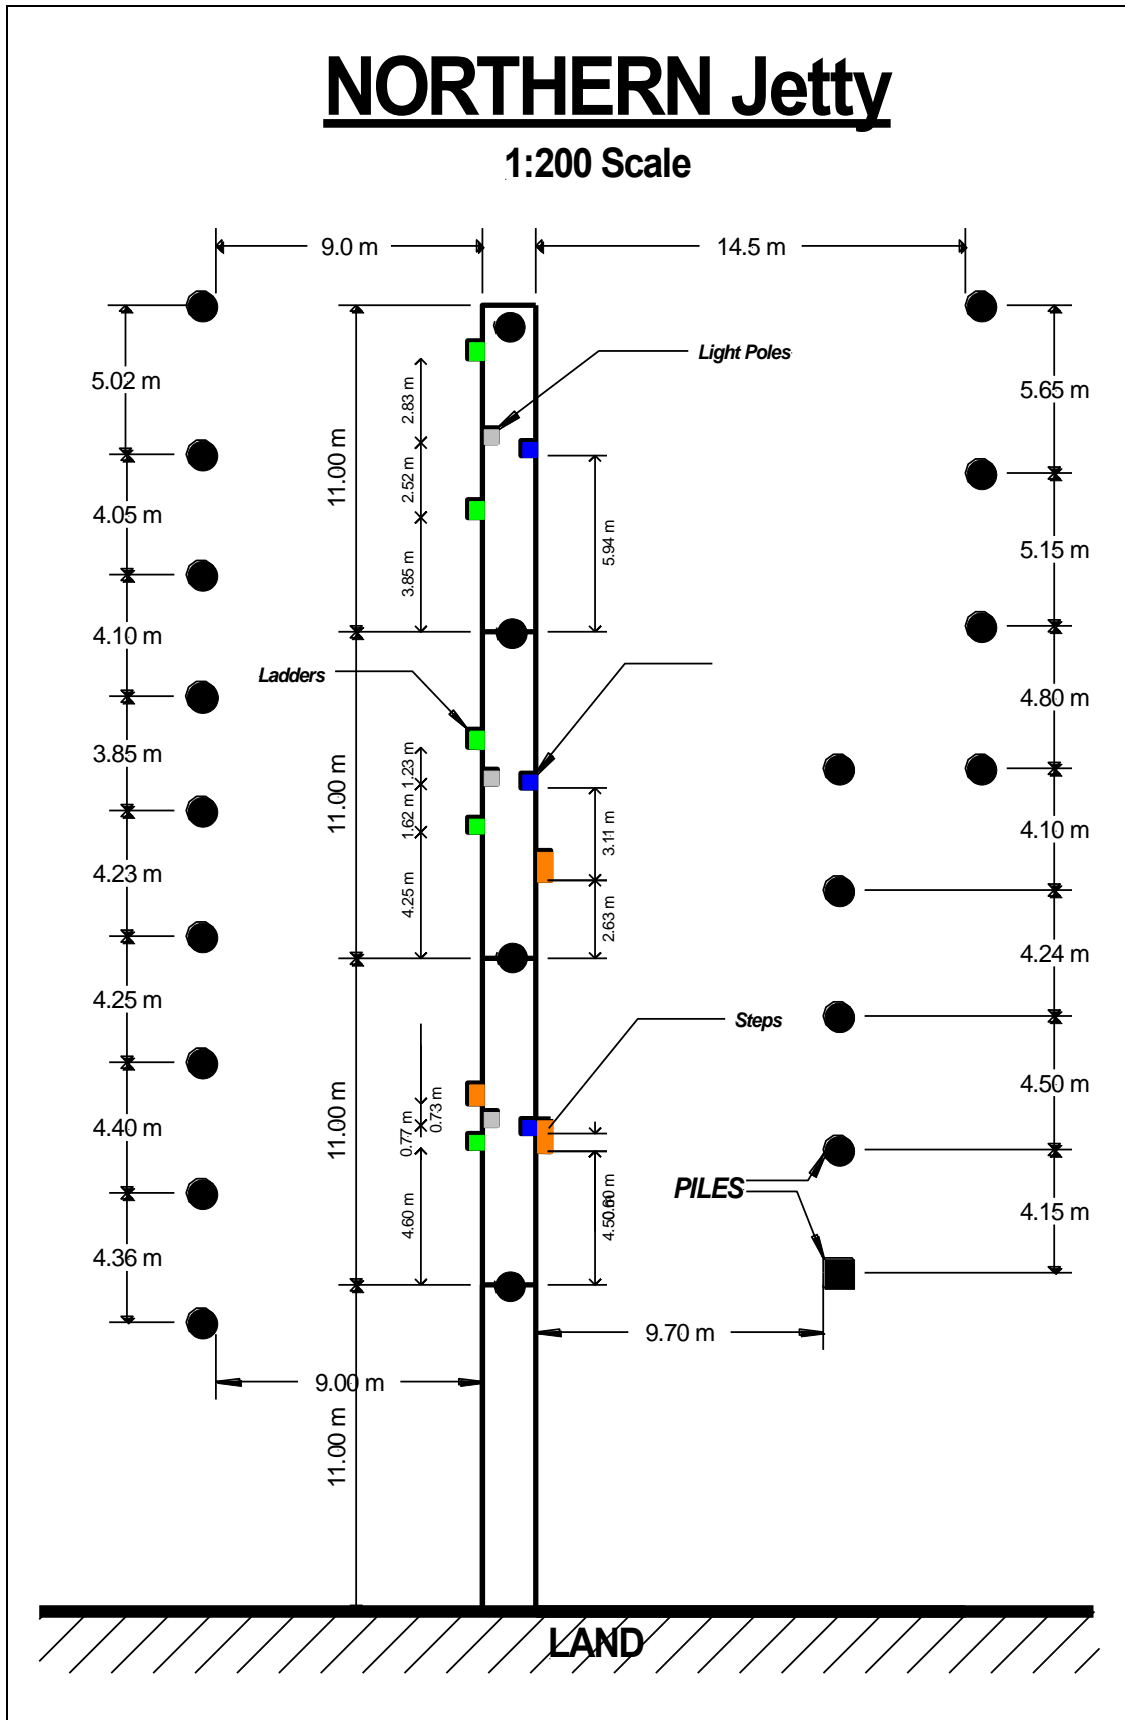 NORTHERN Jetty
1:200 Scale
9.0 m
14.5 m
Light Poles
5.02 m
2.83 m
5.65 m
11.00 m
2.52 m
4.05 m
5.94 m
5.15 m
3.85 m
4.10 m
Ladders
4.80 m
3.85 m
1.23 m
11.00 m
1.62 m
3.11 m
4.10 m
4.23 m
4.25 m
2.63 m
4.24 m
4.25 m
Steps
4.50 m
11.00 m
0.73 m
0.77 m
4.40 m
PILES
4.60 m
4.50
0.60 m
4.15 m
4.36 m
9.70 m
9.00 m
11.00 m
LAND